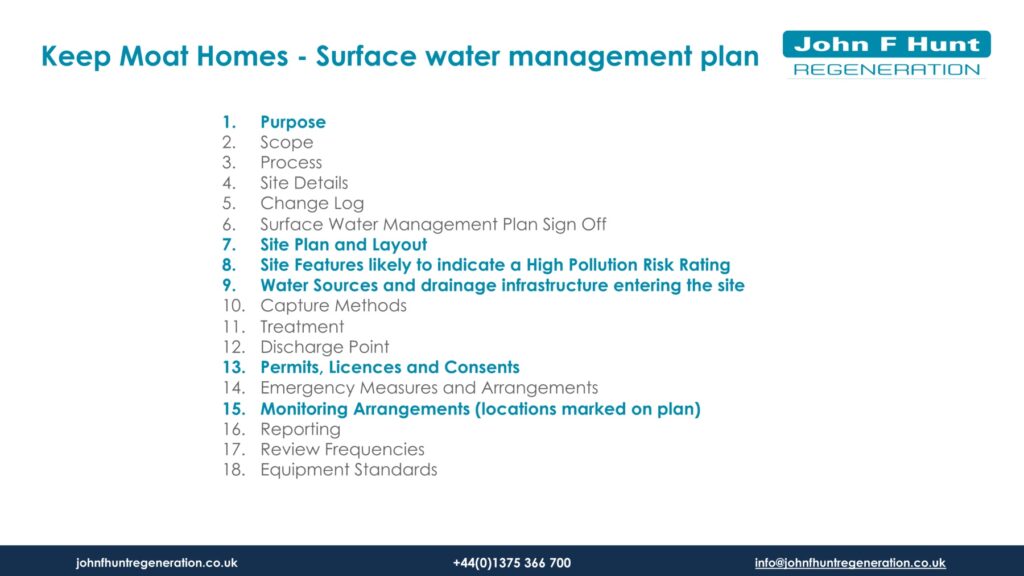 Keep Moat Homes - Surface water management plan
John F Hunt
REGENERATION
1. Purpose
2. Scope
3. Process
4. Site Details
5. Change Log
6. Surface Water Management Plan Sign Off
7. Site Plan and Layout
8. Site Features likely to indicate a High Pollution Risk Rating
9. Water Sources and drainage infrastructure entering the site
10. Capture Methods
11. Treatment
12. Discharge Point
13. Permits, Licences and Consents
14. Emergency Measures and Arrangements
15. Monitoring Arrangements (locations marked on plan)
16. Reporting
17. Review Frequencies
18. Equipment Standards
johnfhuntregeneration.co.uk
+44(0)1375 366 700
info@johnfhuntregeneration.co.uk